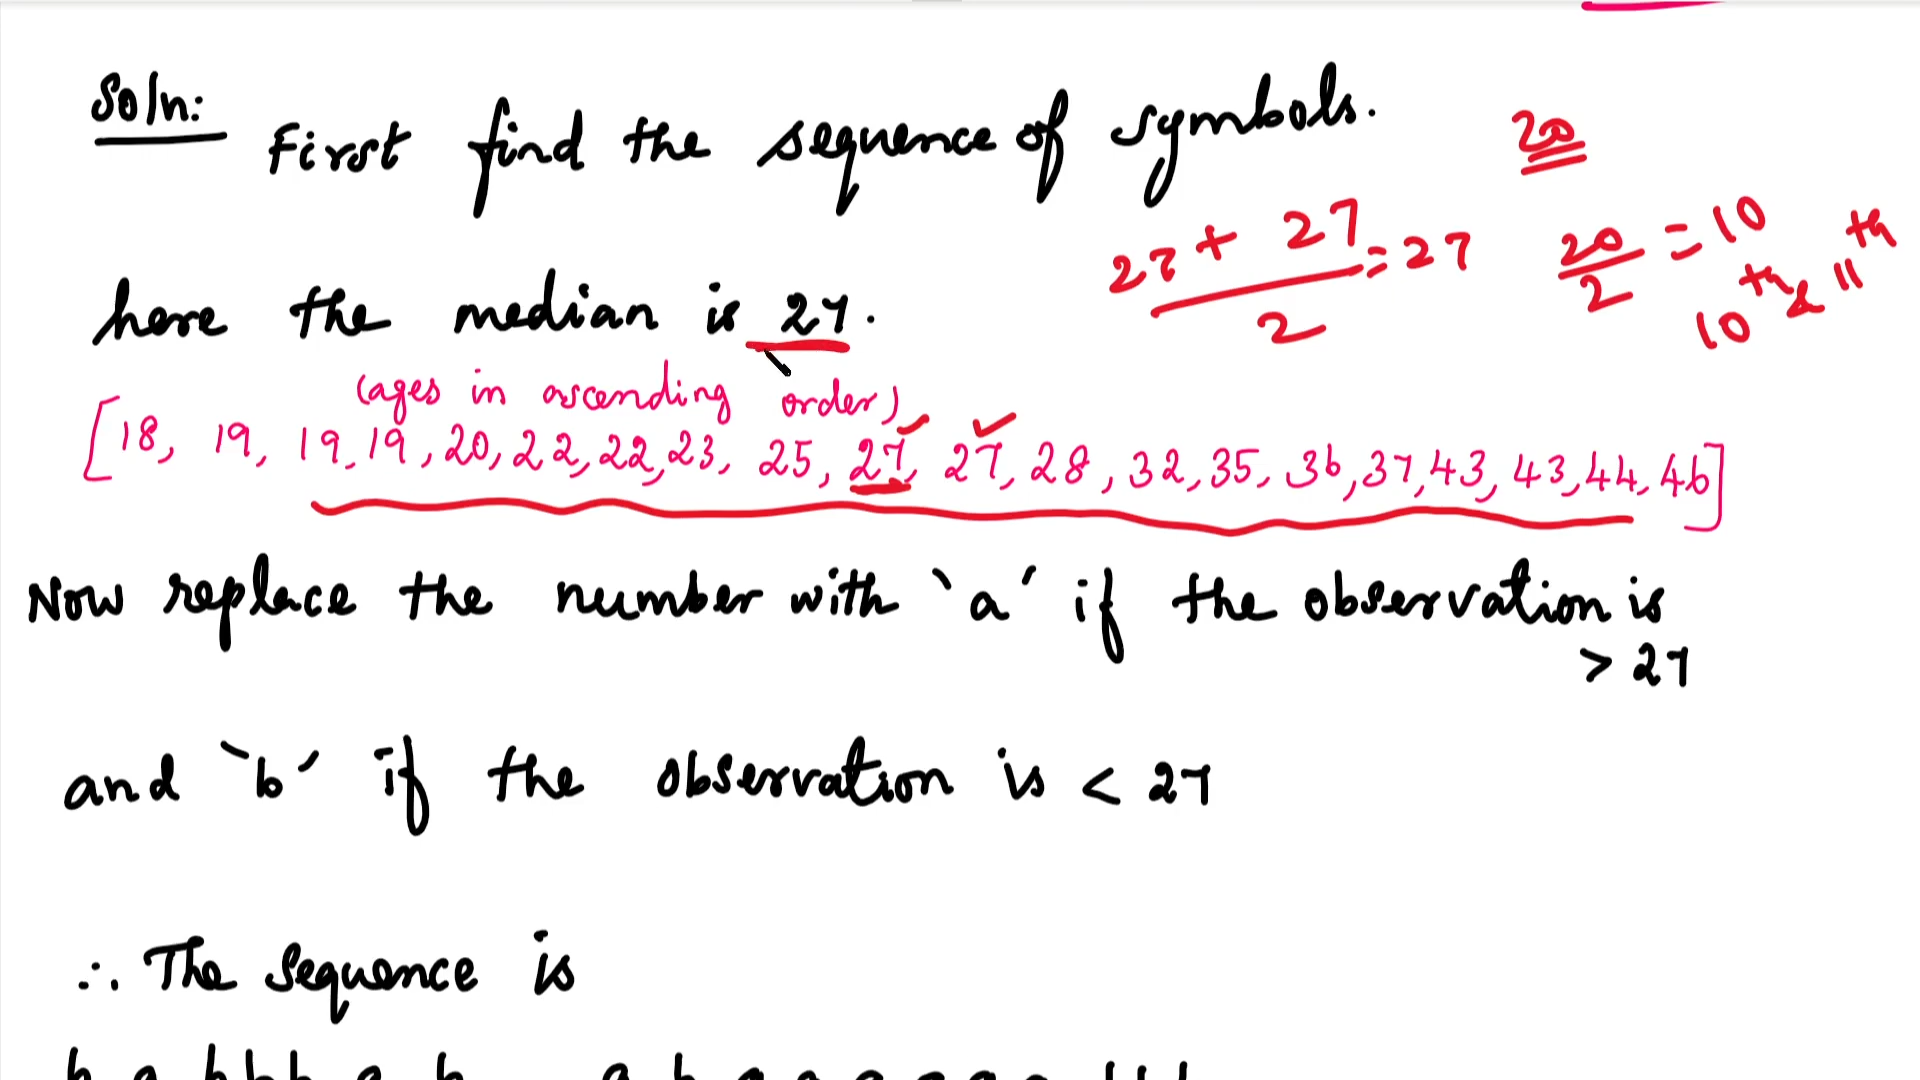 Soln:
First find the sequence of symbols.
20
27 + 27 / 2 = 27
20 / 2 = 10
10th & 11th
here the median is 27.
(ages in ascending order)
[18, 19, 19, 19, 20, 22, 22, 23, 25, 27, 27, 28, 32, 35, 36, 37, 43, 43, 44, 46]
Now replace the number with `a' if the observation is
> 27
and `b' if the observation is < 27
∴ The sequence is